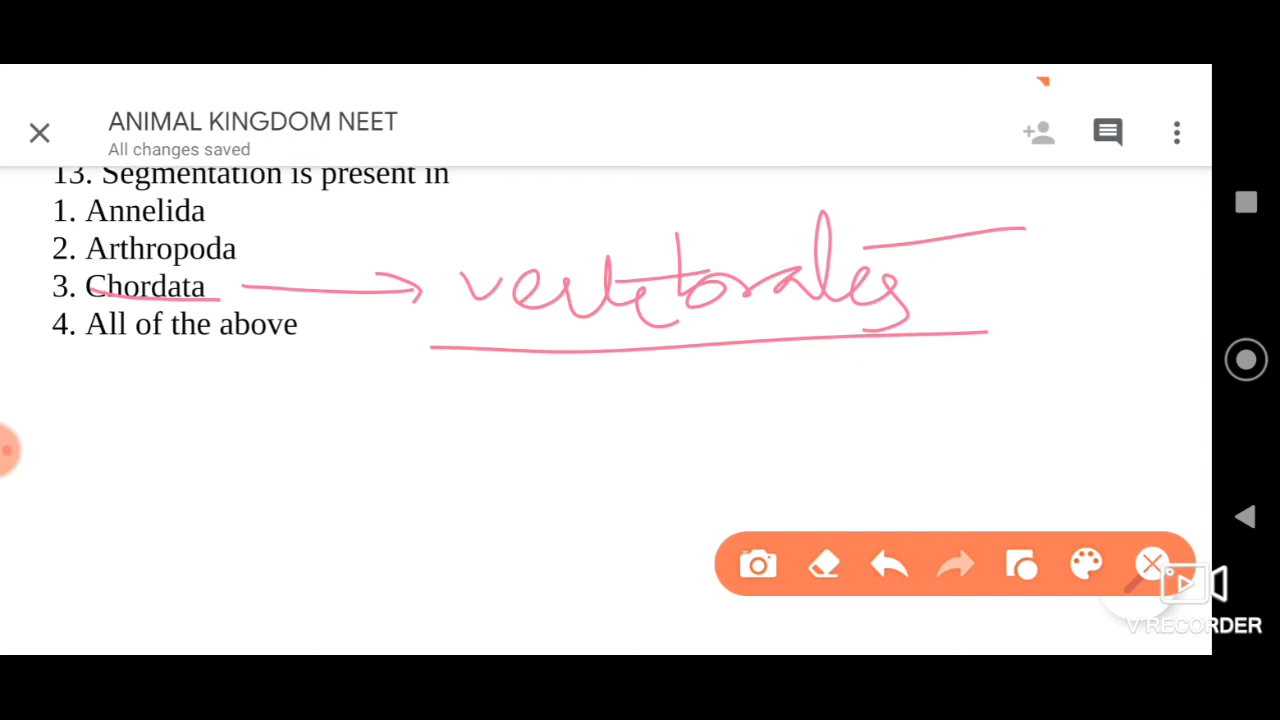 ANIMAL KINGDOM NEET
All changes saved
13. Segmentation is present in
1. Annelida
2. Arthropoda
3. Chordata
4. All of the above
V RECORDER